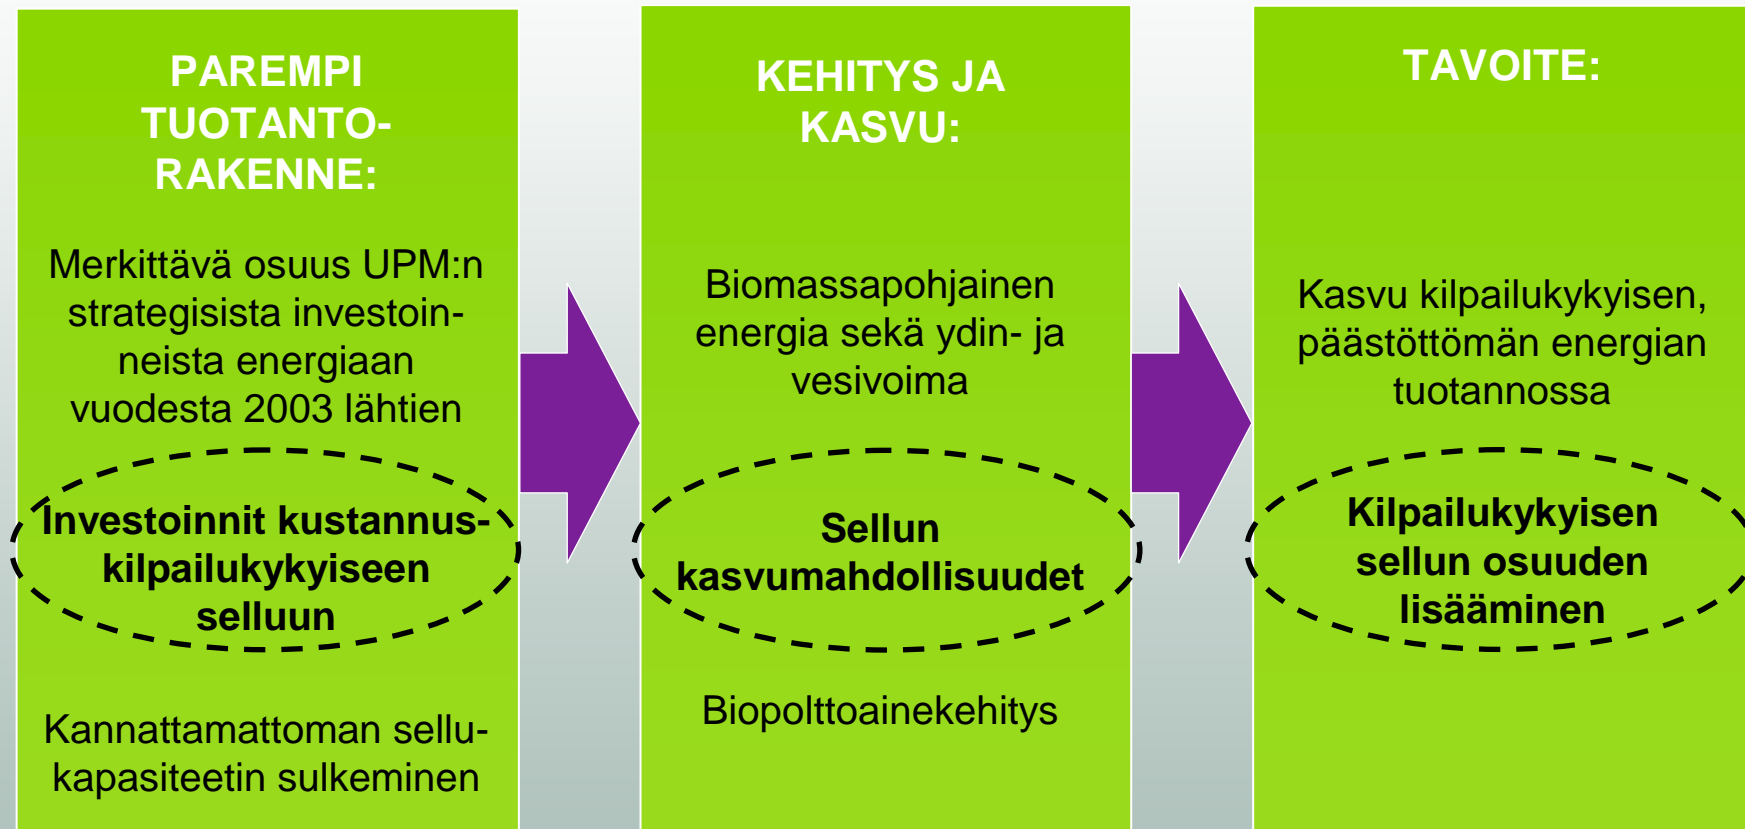 PAREMPI
TUOTANTO-
RAKENNE:
Merkittävä osuus UPM:n
strategisista investoin-
neista energiaan
vuodesta 2003 lähtien
Investoinnit kustannus-
kilpailukykyiseen
selluun
Kannattamattoman sellu-
kapasiteetin sulkeminen
KEHITYS JA
KASVU:
Biomassapohjainen
energia sekä ydin- ja
vesivoima
Sellun
kasvumahdollisuudet
Biopolttoainekehitys
TAVOITE:
Kasvu kilpailukykyisen,
päästöttömän energian
tuotannossa
Kilpailukykyisen
sellun osuuden
lisääminen